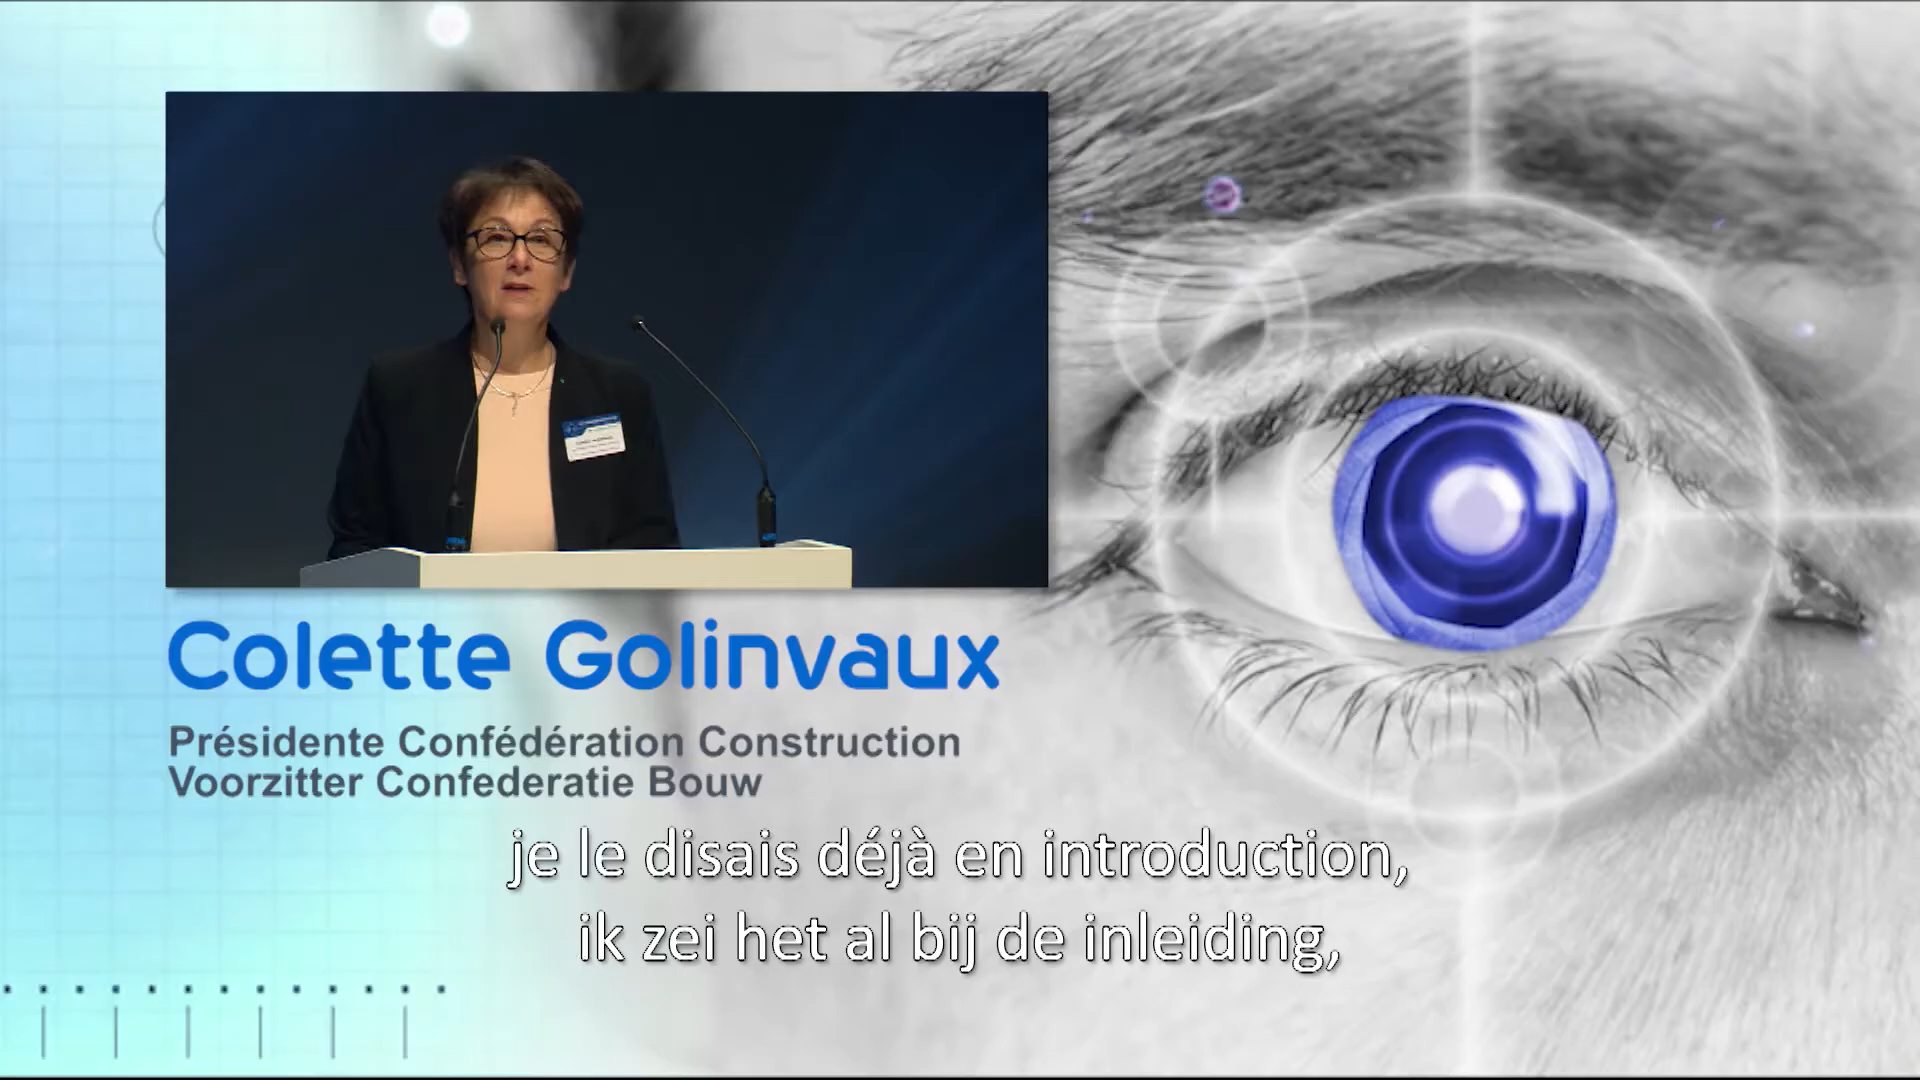 Colette Golinvaux
Présidente Confédération Construction
Voorzitter Confederatie Bouw
je le disais déjà en introduction,
ik zei het al bij de inleiding,